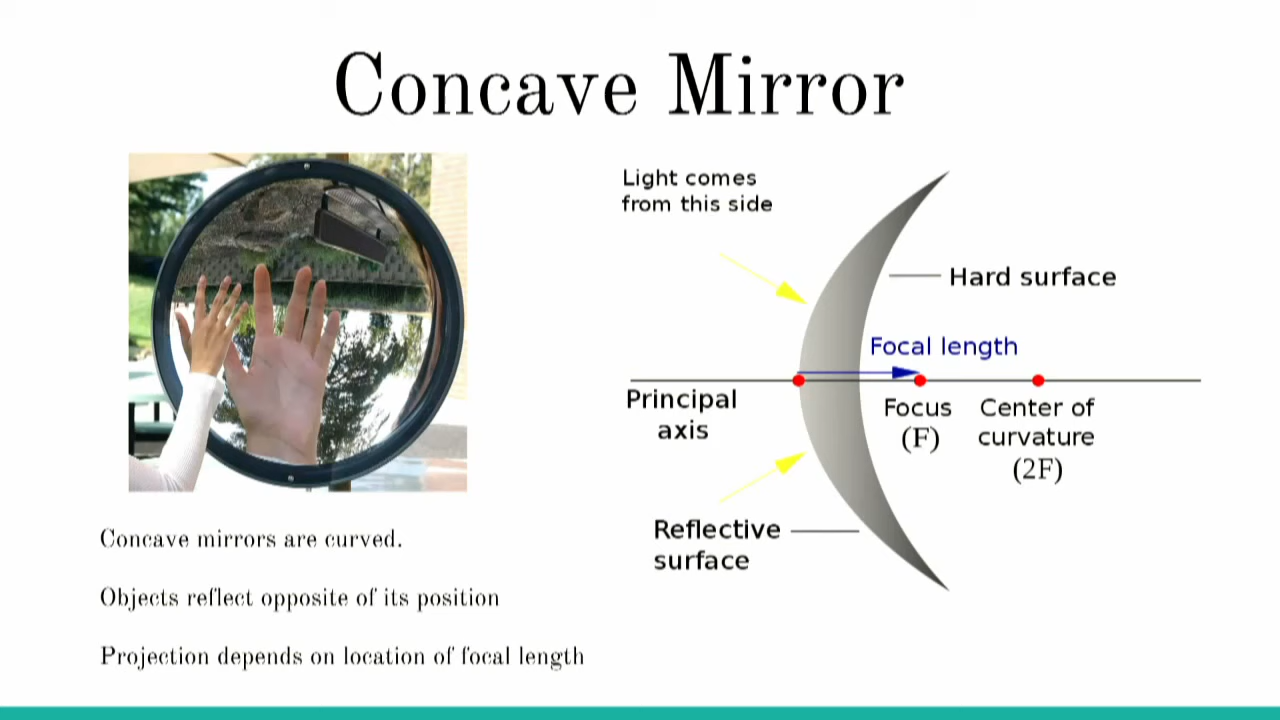 Concave Mirror
Light comes
from this side
Hard surface
Focal length
Principal
axis
Focus
(F)
Center of
curvature
(2F)
Reflective
surface
Concave mirrors are curved.
Objects reflect opposite of its position
Projection depends on location of focal length